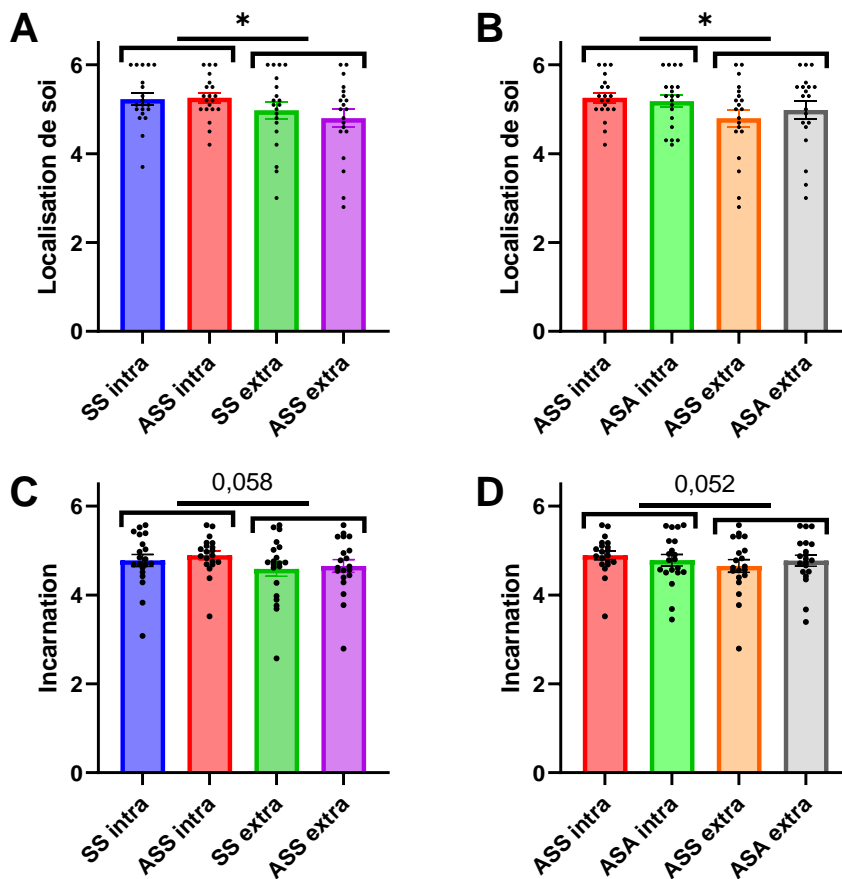 A
*
Localisation de soi
6
4
2
0
SS intra
ASS intra
SS extra
ASS extra
B
*
Localisation de soi
6
4
2
0
ASS intra
ASA intra
ASS extra
ASA extra
C
0,058
Incarnation
6
4
2
0
SS intra
ASS intra
SS extra
ASS extra
D
0,052
Incarnation
6
4
2
0
ASS intra
ASA intra
ASS extra
ASA extra